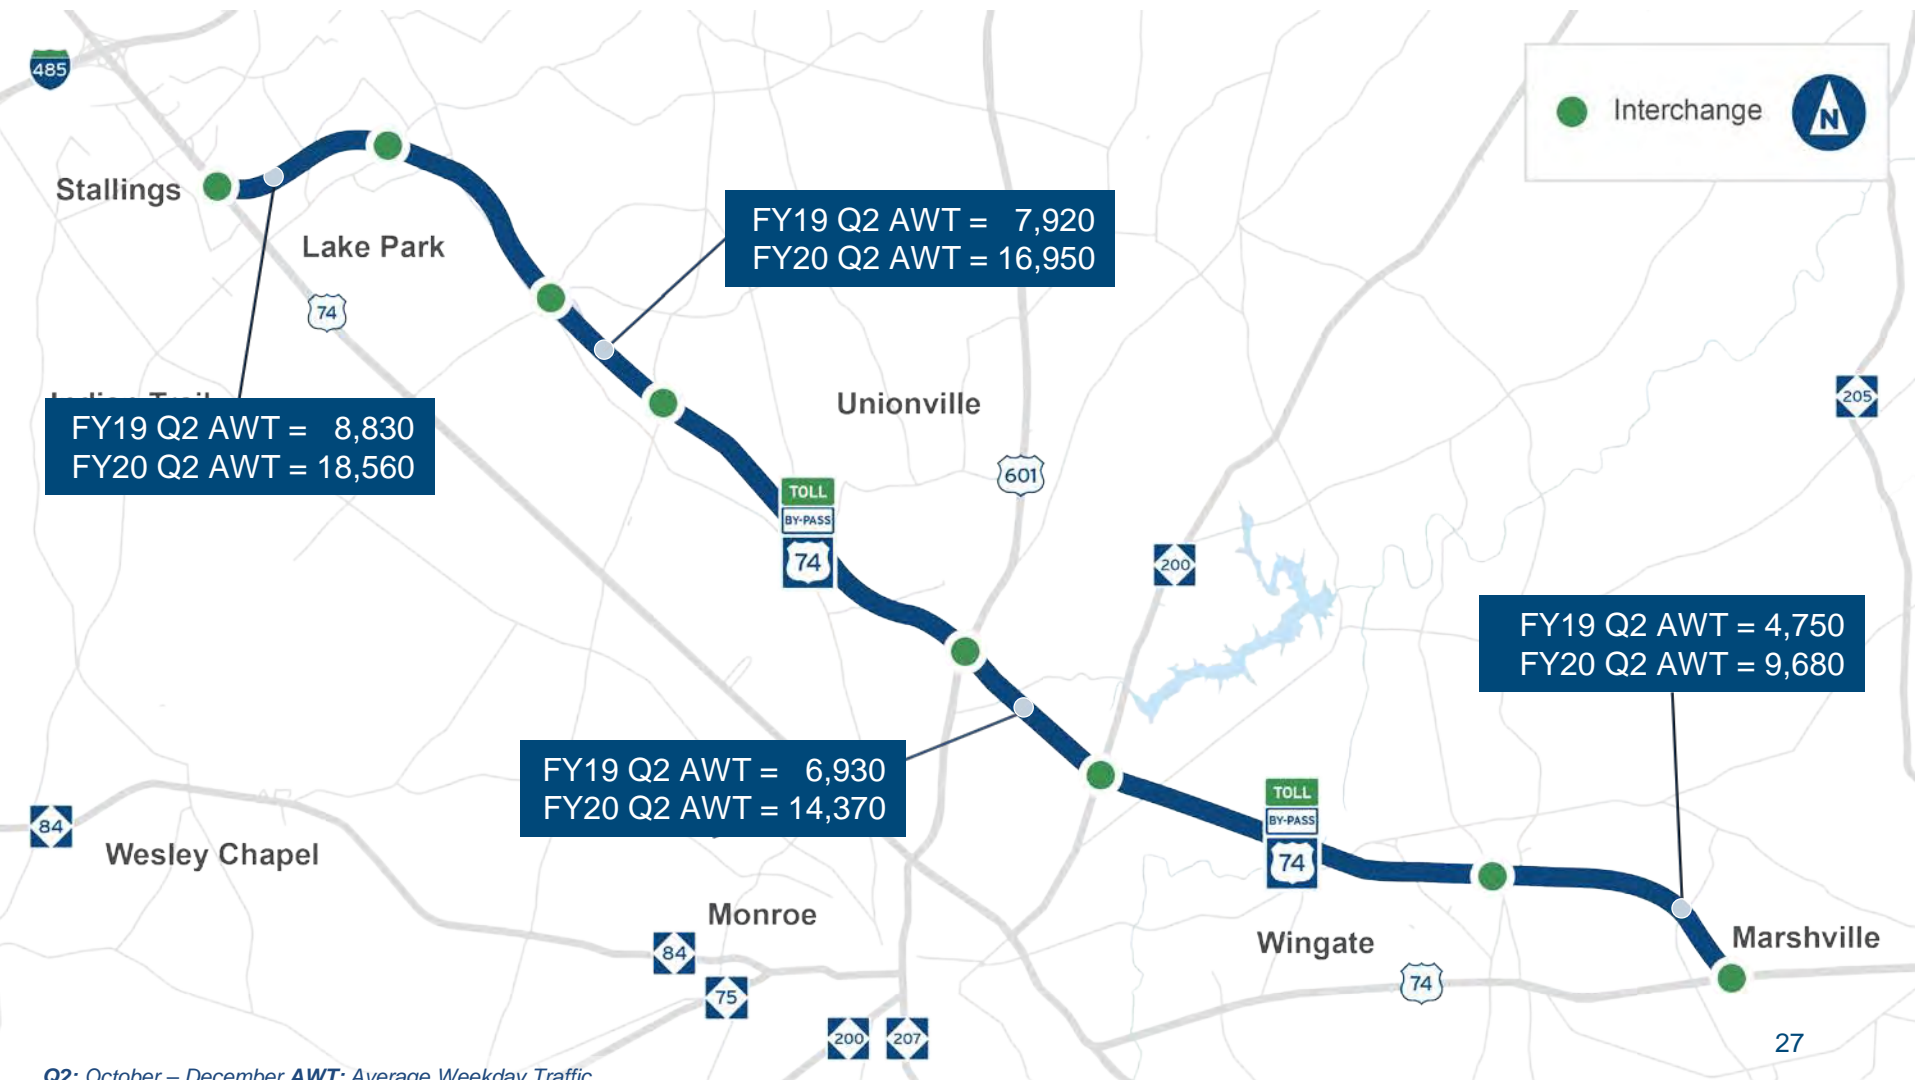 485
Interchange
N
Stallings
Lake Park
FY19 Q2 AWT = 7,920
FY20 Q2 AWT = 16,950
74
Unionville
205
FY19 Q2 AWT = 8,830
FY20 Q2 AWT = 18,560
601
TOLL
BY-PASS
74
200
FY19 Q2 AWT = 4,750
FY20 Q2 AWT = 9,680
FY19 Q2 AWT = 6,930
FY20 Q2 AWT = 14,370
TOLL
BY-PASS
74
84
Wesley Chapel
Monroe
Wingate
Marshville
84
75
74
200
207
27
Q2: October – December AWT: Average Weekday Traffic